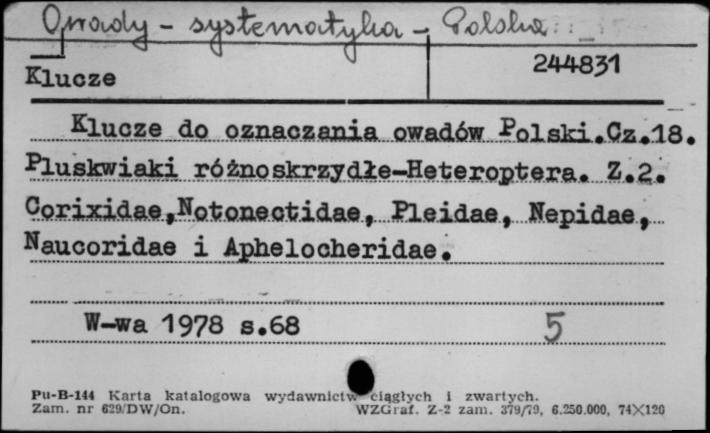 Owady - systematyka - Polska
Klucze 244831
Klucze do oznaczania owadów Polski.Cz.18.
Pluskwiaki różnoskrzydłe-Heteroptera. Z.2.
Corixidae,Notonectidae, Pleidae, Nepidae,
Naucoridae i Aphelocheridae.
W-wa 1978 s.68 5
Pu-B-144 Karta katalogowa wydawnictw ciągłych i zwartych.
Zam. nr 629/DW/On. WZGraf. Z-2 zam. 379/79, 6.250.000, 74X120